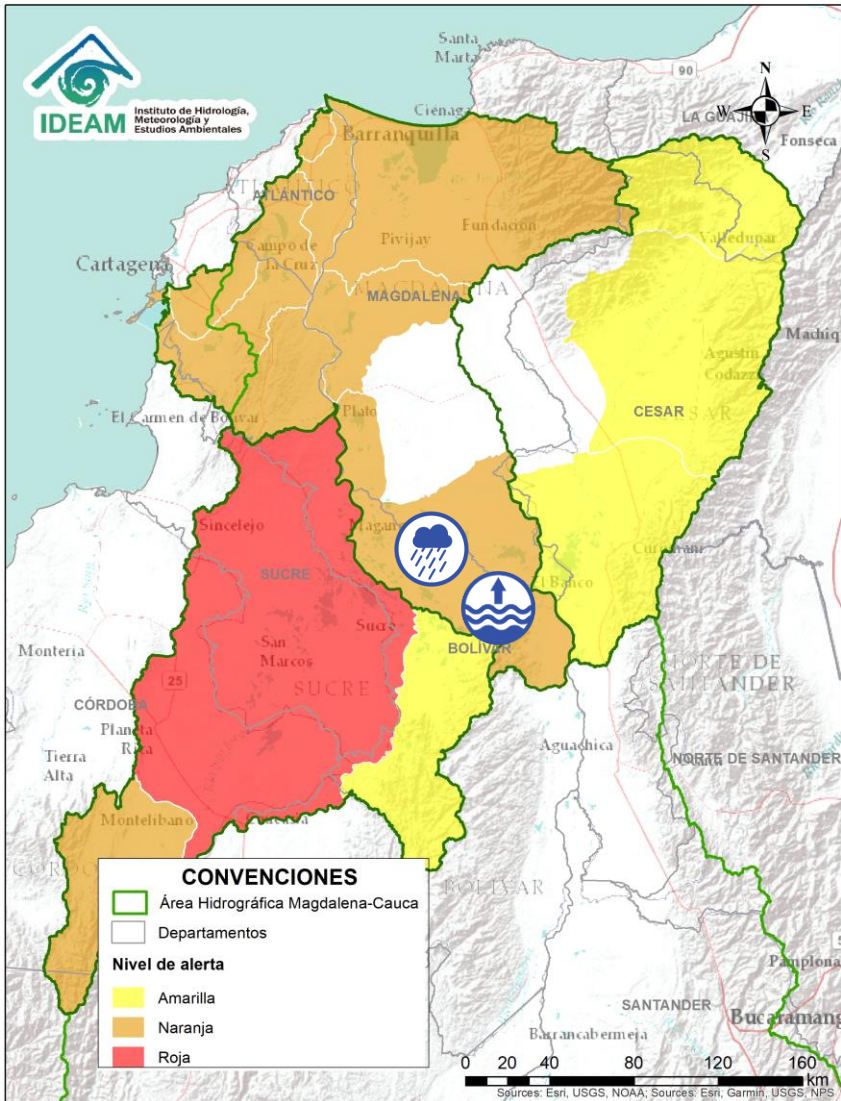 IDEAM
Instituto de Hidrología,
Meteorología y
Estudios Ambientales
Santa
Marta
90
N
W
E
S
LA GUAJI
Fonseca
Ciénaga
Barranquilla
ATLÁNTICO
Fundación
Pivijay
Valledupar
Campo de
la Cruz
Cartagena
MAGDALENA
Machiq
Agustín
Codazzi
CESAR
El Carmen de Bolívar
Plato
Sincelejo
Magan
SUCRE
El Banco
Sucre
BOLÍVAR
San
Marcos
SUCRE
Montería
25
CÓRDOBA
Planeta
Rica
Tierra
Alta
NORTE DE
SANTANDER
Aguachica
NORTE DE SANTANDER
Montelíbano
Caucasia
BOLÍVAR
CONVENCIONES
Área Hidrográfica Magdalena-Cauca
Departamentos
Nivel de alerta
Amarilla
Naranja
Roja
Pamplona
SANTANDER
Bucaramang
Barrancabermeja
0 20 40 80 120 160
km
Sources: Esri, USGS, NOAA; Sources: Esri, Garmin, USGS, NPS